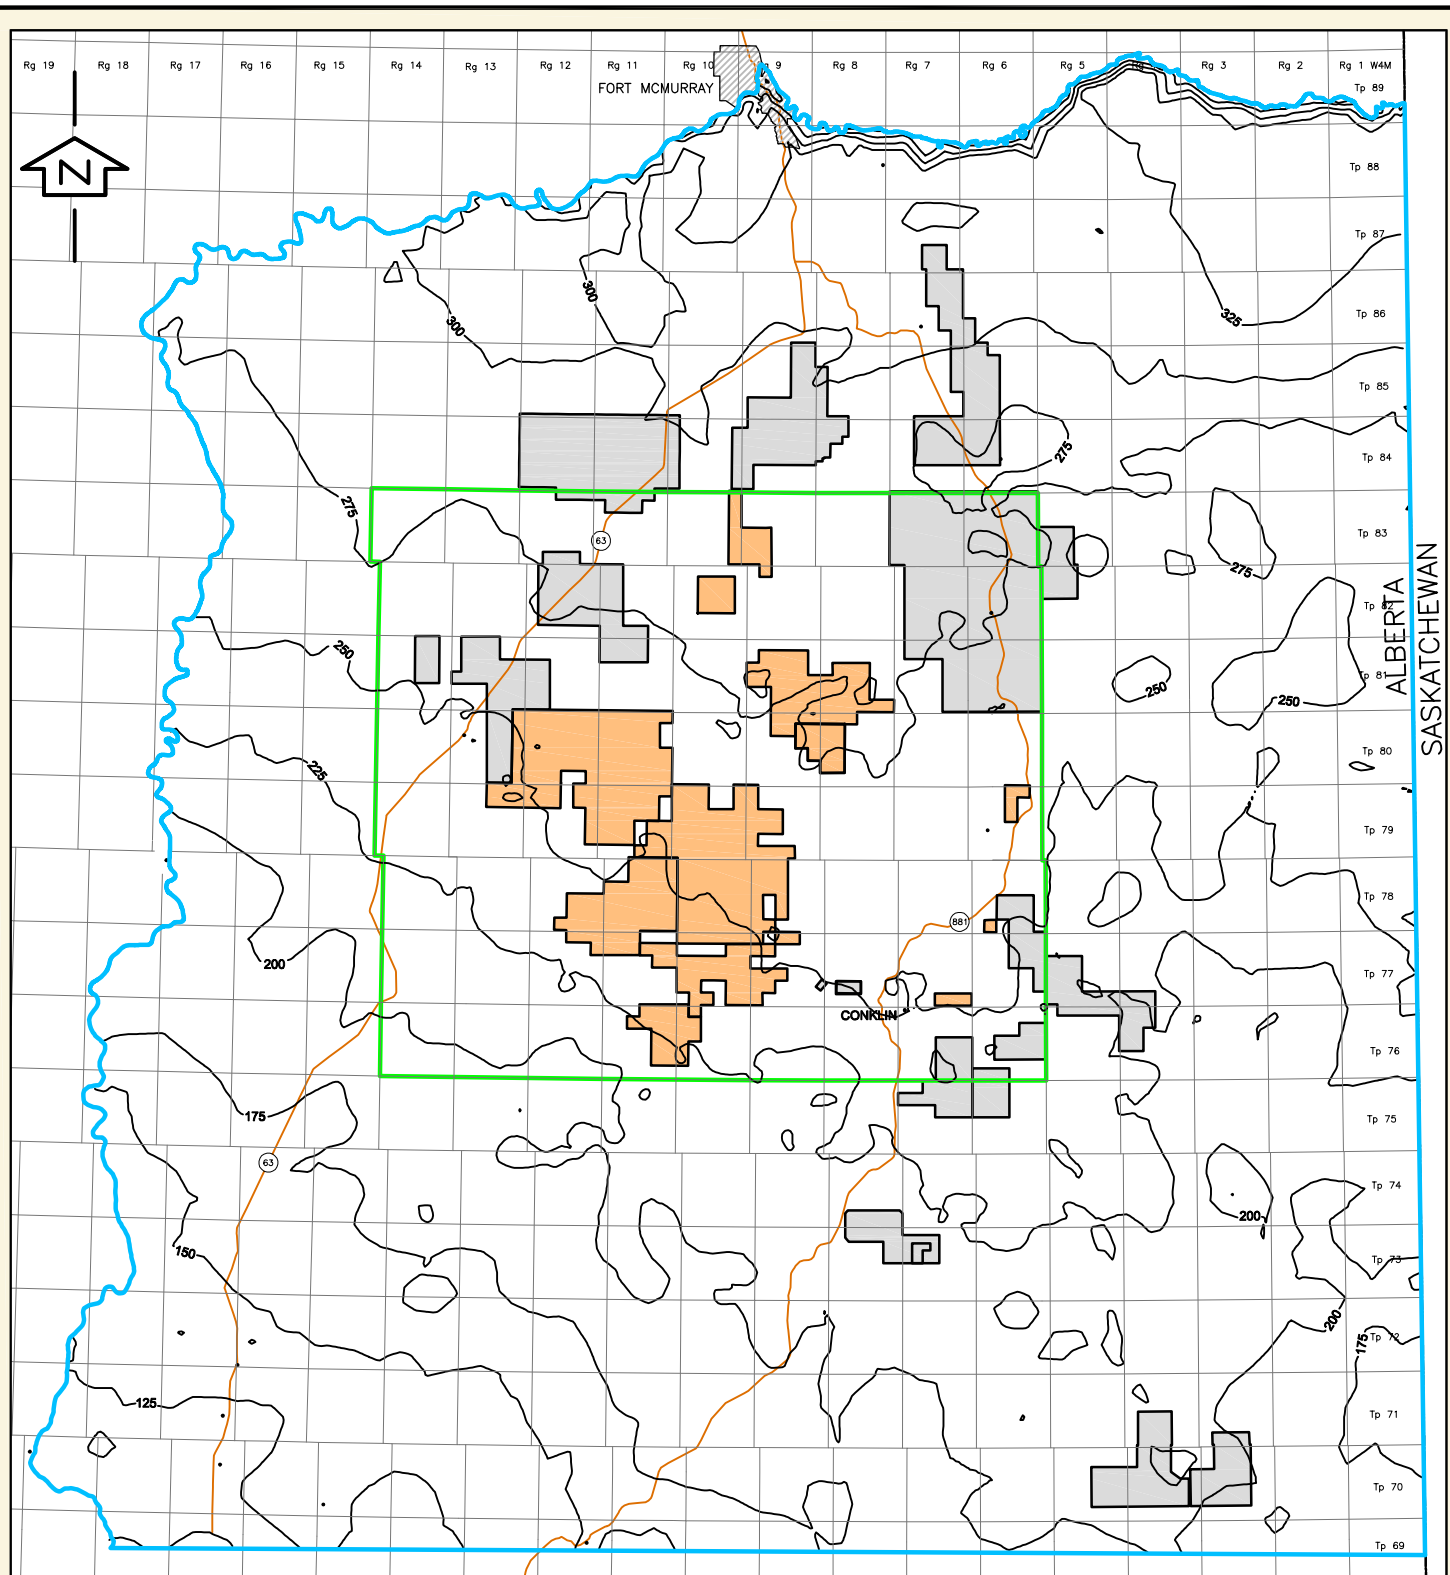 Rg 19 Rg 18 Rg 17 Rg 16 Rg 15 Rg 14 Rg 13 Rg 12 Rg 11 Rg 10 9 Rg 8 Rg 7 Rg 6 Rg 5 Rg 3 Rg 2 Rg 1 W4M
FORT MCMURRAY
Tp 89
N
Tp 88
Tp 87
300
300
325
Tp 86
Tp 85
275
Tp 84
275
63
Tp 83
275
Tp 82
ALBERTA
SASKATCHEWAN
250
Tp 81
250
250
225
Tp 80
Tp 79
Tp 78
881
200
Tp 77
CONKLIN
Tp 76
175
Tp 75
63
Tp 74
200
150
Tp 73
200
175
Tp 72
125
Tp 71
Tp 70
Tp 69